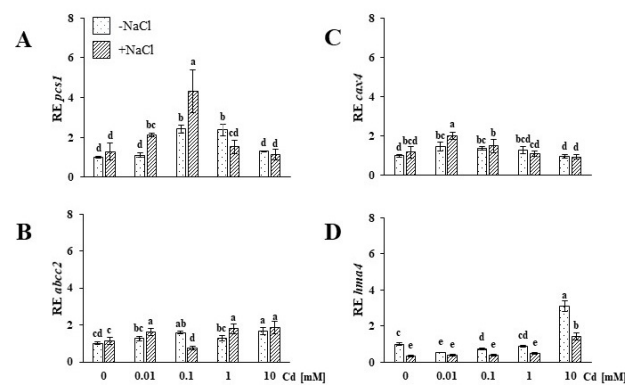 A
8
6
4
2
0
RE pcs1
-NaCl
+NaCl
d d d bc b a b cd d d
C
8
6
4
2
0
RE cax4
d bcd ab a bc b bcd cd d d
B
8
6
4
2
0
RE abcc2
cd c bc a ab d bc a a a
0 0.01 0.1 1 10 Cd [mM]
D
8
6
4
2
0
RE hma4
c e e e d e cd e a b
0 0.01 0.1 1 10 Cd [mM]